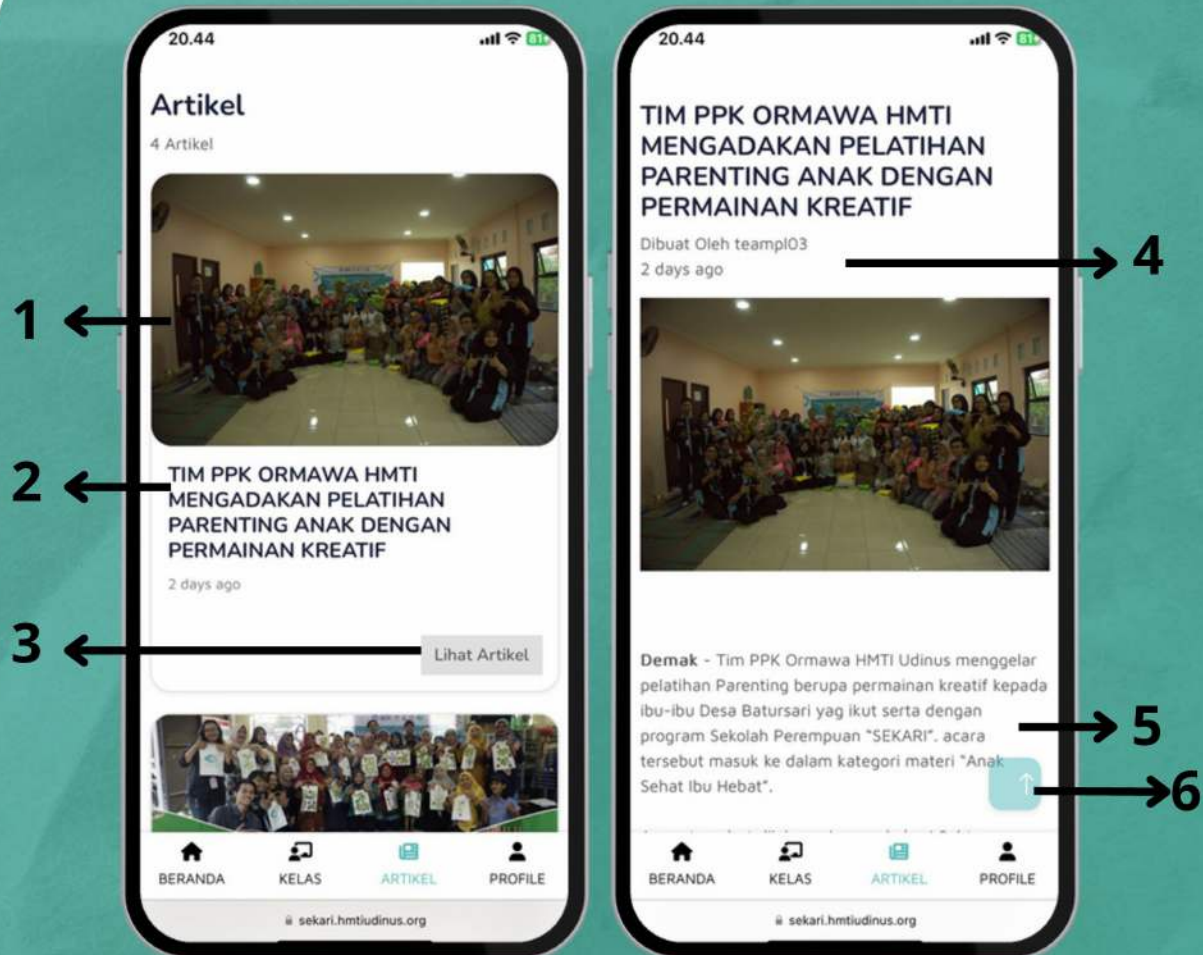 20.44
81
Artikel
4 Artikel
1
TIM PPK ORMAWA HMTI
MENGADAKAN PELATIHAN
PARENTING ANAK DENGAN
PERMAINAN KREATIF
2
2 days ago
3
Lihat Artikel
BERANDA
KELAS
ARTIKEL
PROFILE
sekari.hmtiudinus.org
20.44
81
TIM PPK ORMAWA HMTI
MENGADAKAN PELATIHAN
PARENTING ANAK DENGAN
PERMAINAN KREATIF
Dibuat Oleh teampl03
2 days ago
4
Demak - Tim PPK Ormawa HMTI Udinus menggelar
pelatihan Parenting berupa permainan kreatif kepada
ibu-ibu Desa Batursari yag ikut serta dengan
program Sekolah Perempuan "SEKARI". acara
tersebut masuk ke dalam kategori materi "Anak
Sehat Ibu Hebat".
5
6
BERANDA
KELAS
ARTIKEL
PROFILE
sekari.hmtiudinus.org